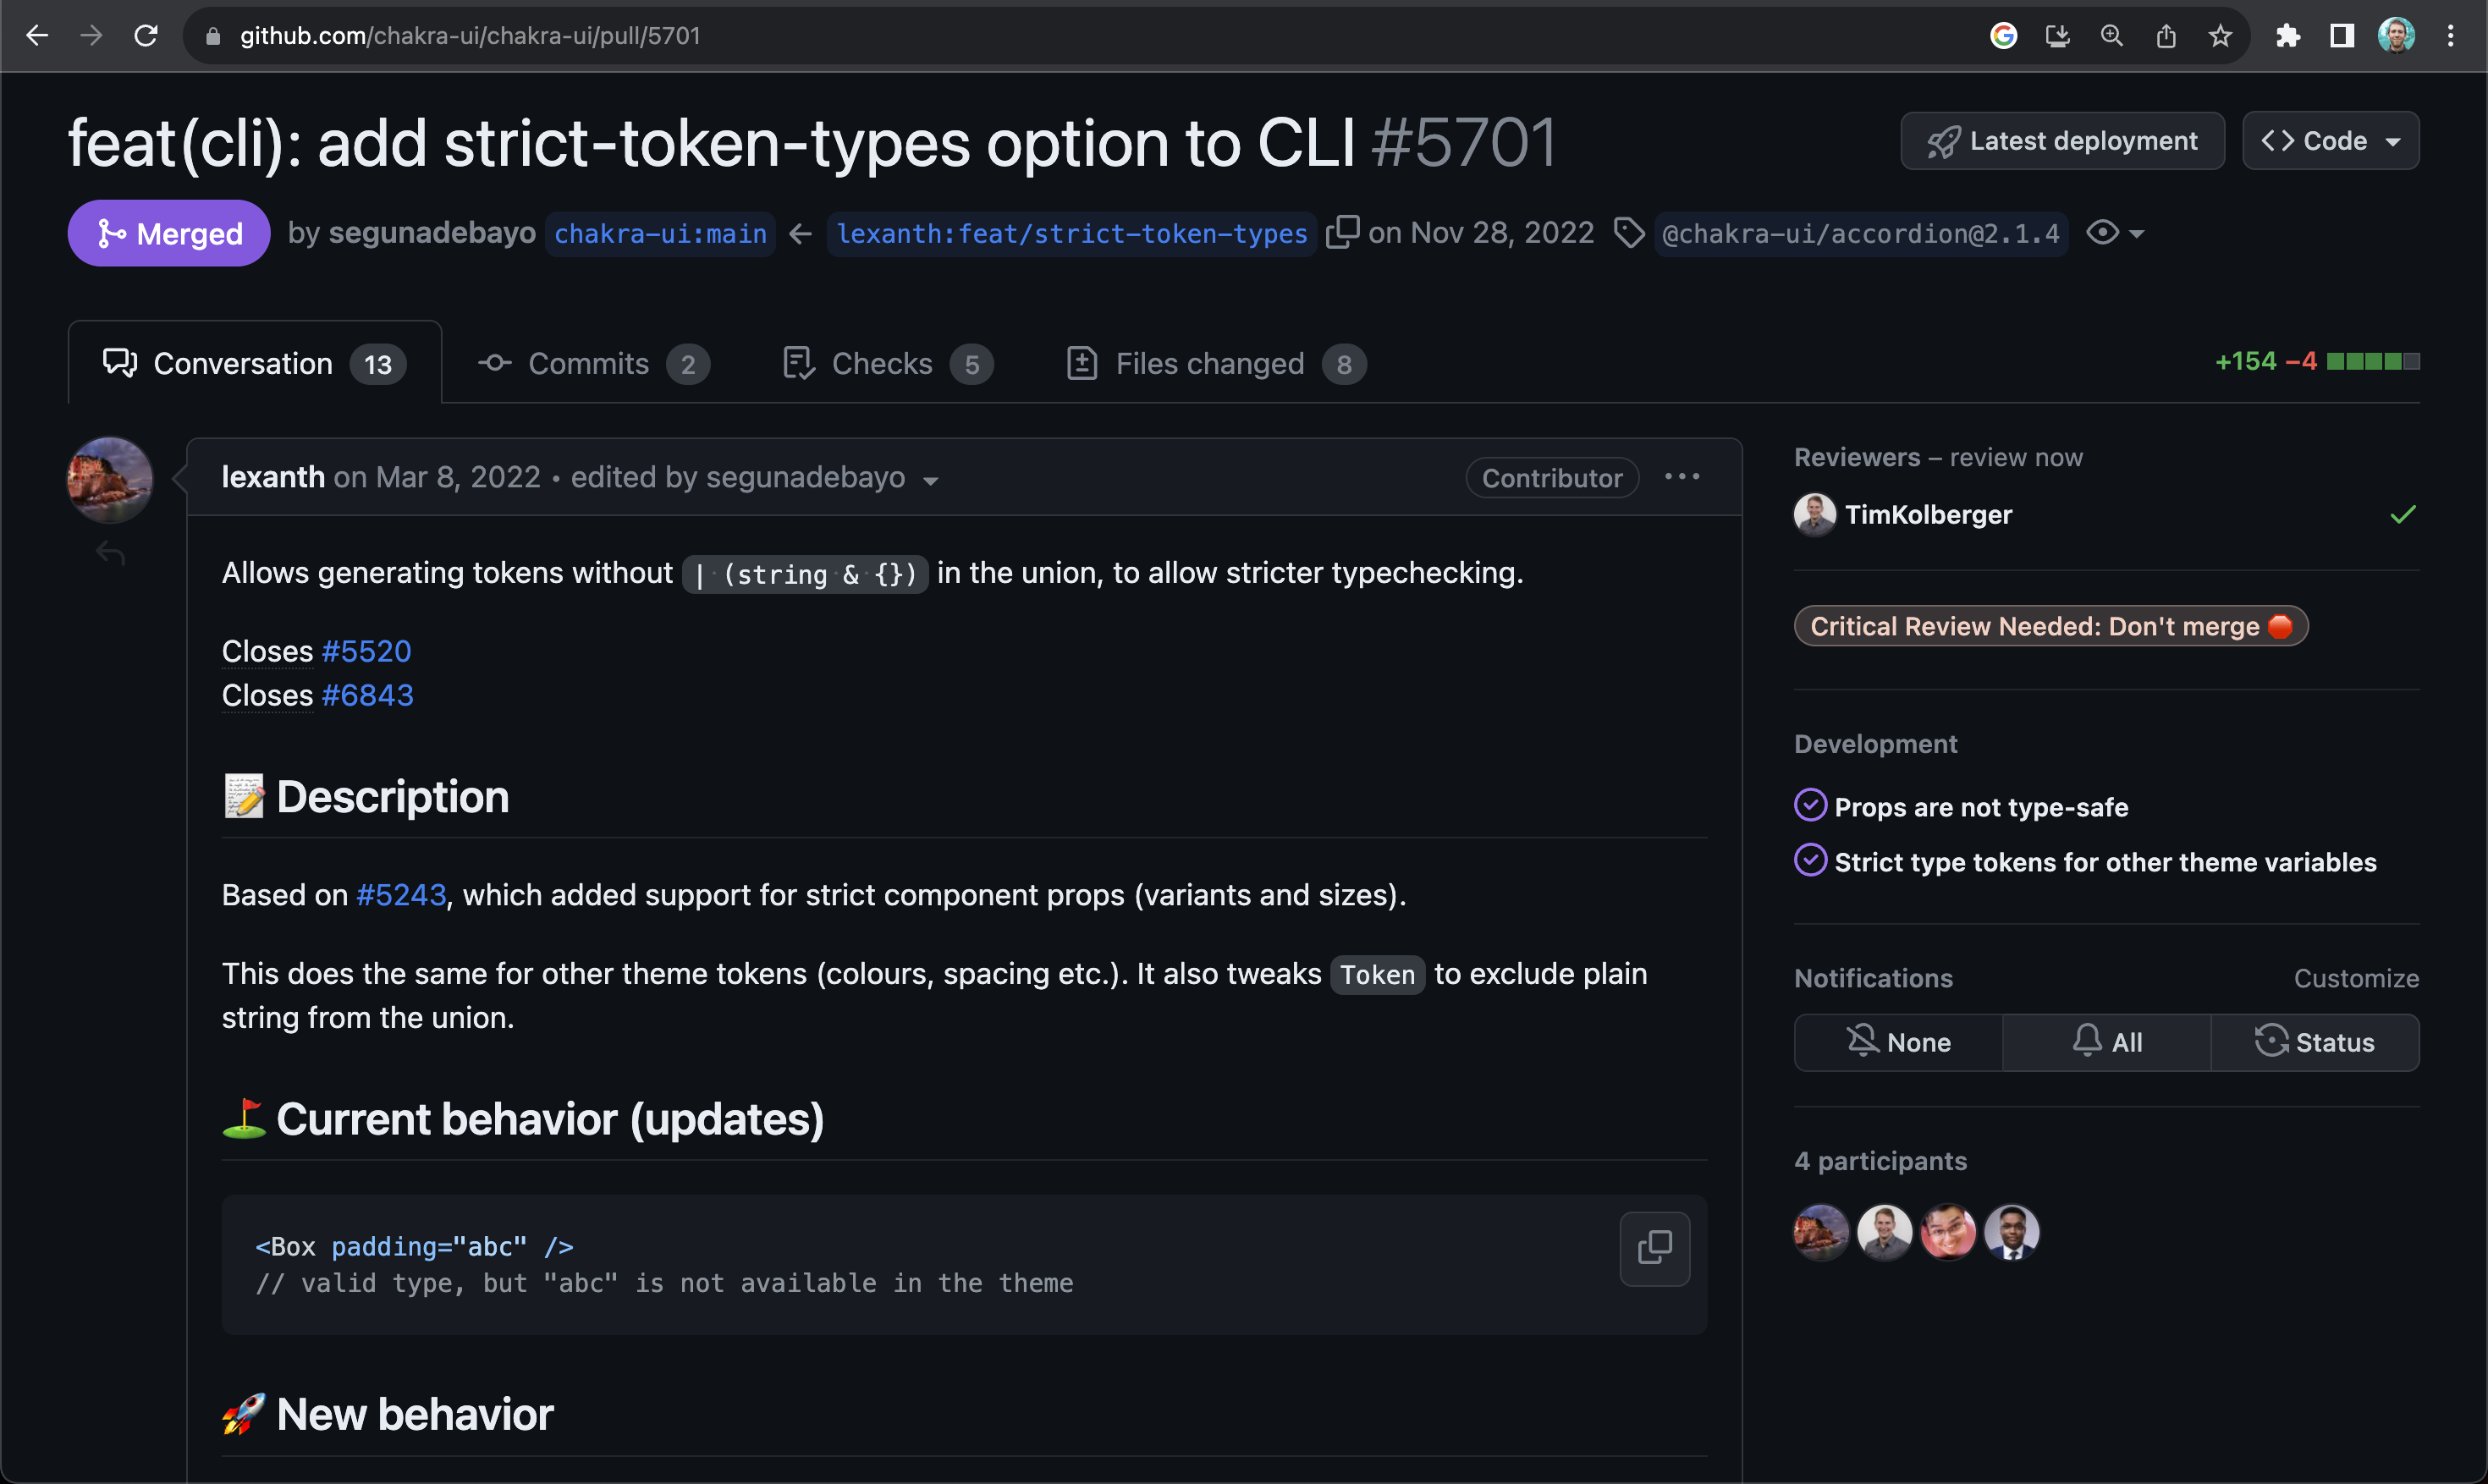 github.com/chakra-ui/chakra-ui/pull/5701
feat(cli): add strict-token-types option to CLI #5701
Latest deployment
<> Code
Merged by segunadebayo chakra-ui:main ← lexanth:feat/strict-token-types on Nov 28, 2022 @chakra-ui/accordion@2.1.4
Conversation 13
Commits 2
Checks 5
Files changed 8
+154 −4
lexanth on Mar 8, 2022 • edited by segunadebayo
Contributor
Allows generating tokens without | (string & {}) in the union, to allow stricter typechecking.
Closes #5520
Closes #6843
Description
Based on #5243, which added support for strict component props (variants and sizes).
This does the same for other theme tokens (colours, spacing etc.). It also tweaks Token to exclude plain
string from the union.
Current behavior (updates)
<Box padding="abc" />
// valid type, but "abc" is not available in the theme
New behavior
Reviewers – review now
TimKolberger
Critical Review Needed: Don't merge
Development
Props are not type-safe
Strict type tokens for other theme variables
Notifications
Customize
None
All
Status
4 participants